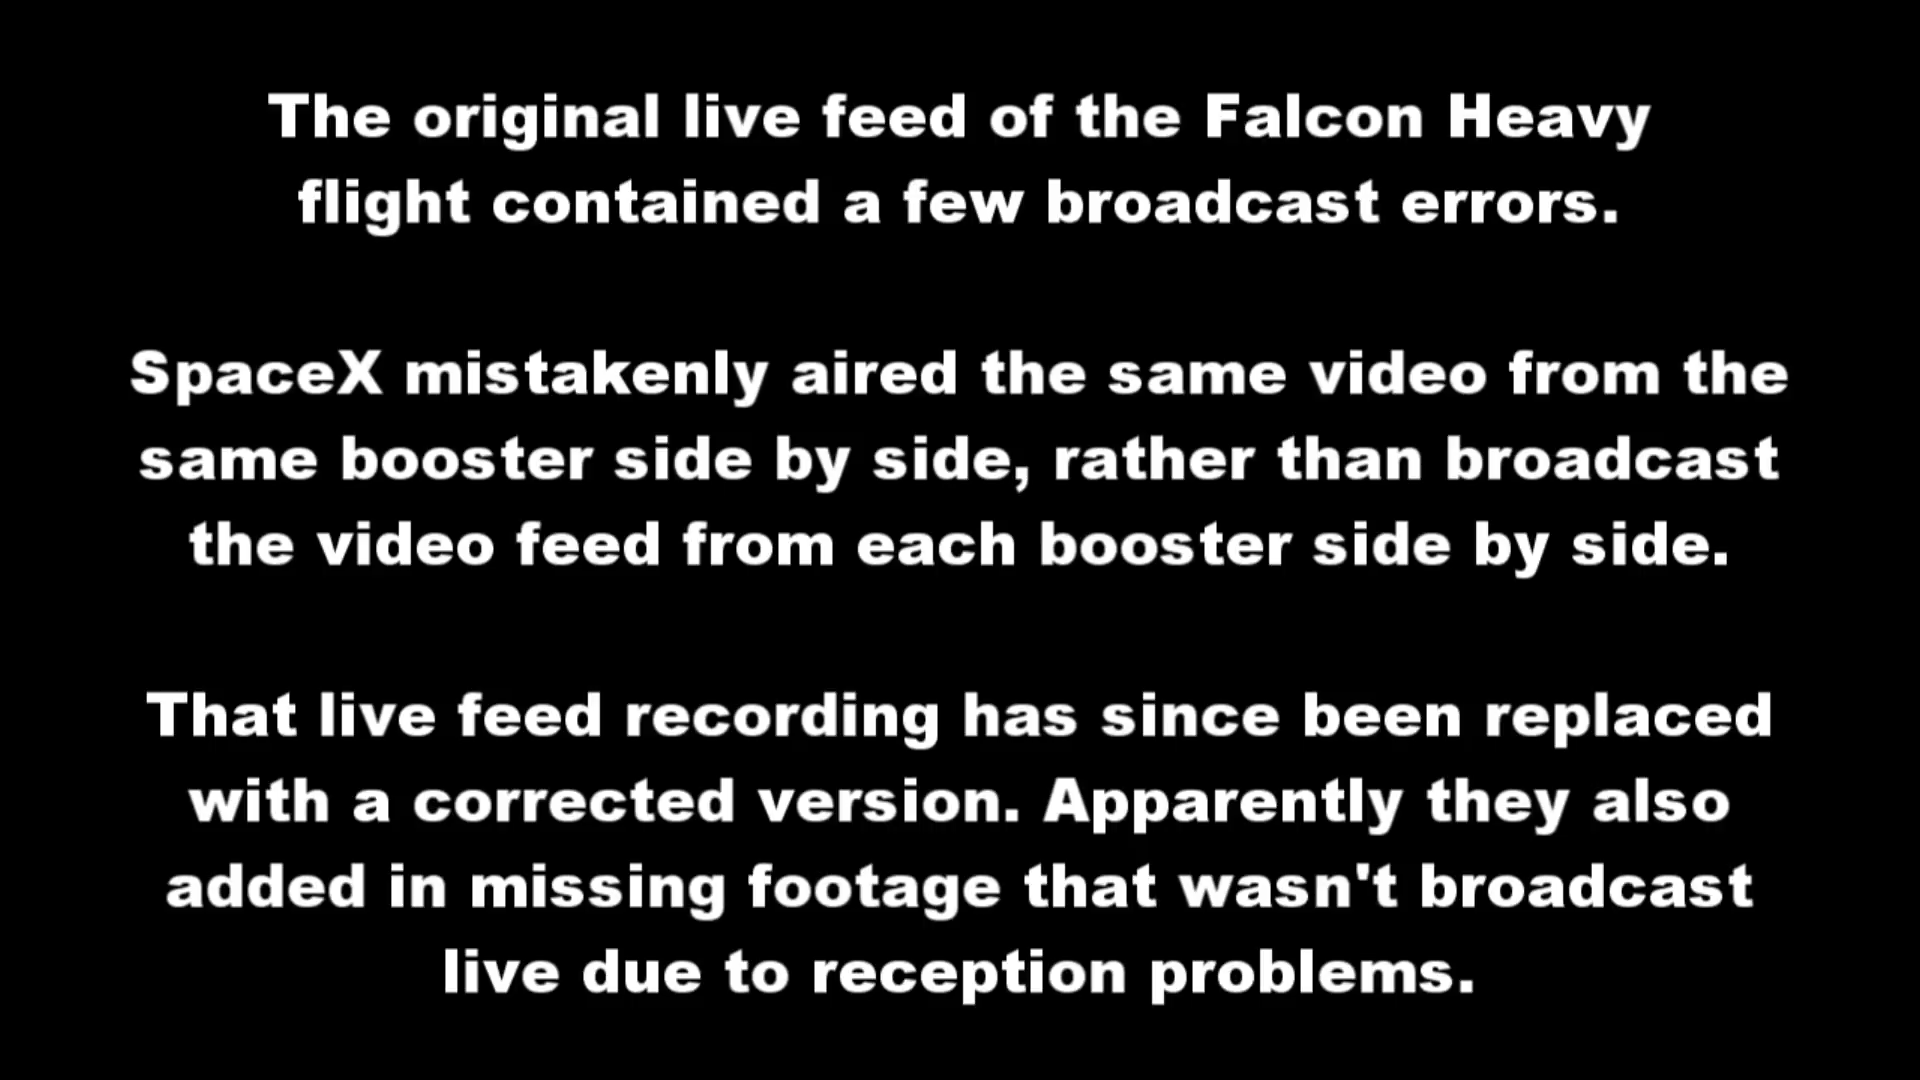 The original live feed of the Falcon Heavy
flight contained a few broadcast errors.
SpaceX mistakenly aired the same video from the
same booster side by side, rather than broadcast
the video feed from each booster side by side.
That live feed recording has since been replaced
with a corrected version. Apparently they also
added in missing footage that wasn't broadcast
live due to reception problems.